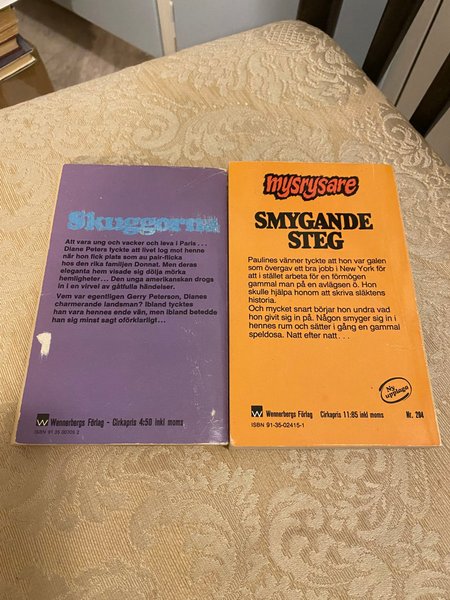 Skuggorna
Att vara ung och vacker och leva i Paris...
Diane Peters tyckte att livet log mot henne
när hon fick plats som au pair-flicka
hos den rika familjen Donnat. Men deras
eleganta hem visade sig dölja mörka
hemligheter... Den unga amerikanskan drogs
in i en virvel av gåtfulla händelser.
Vem var egentligen Gerry Peterson, Dianes
charmerande landsman? Ibland tycktes
han vara hennes ende vän, men ibland betedde
han sig minst sagt oförklarligt...
W Wennerbergs Förlag - Cirkapris 4:50 inkl moms
ISBN 91 35
mysrysare
SMYGANDE
STEG
Paulines vänner tyckte att hon var galen
som övergav ett bra jobb i New York för
att i stället arbeta för en förmögen
gammal man på en avlägsen ö. Hon
skulle hjälpa honom att skriva släktens
historia.
Och mycket snart börjar hon undra vad
hon givit sig in på. Någon smyger sig in i
hennes rum och sätter i gång en gammal
speldosa. Natt efter natt...
Ny
upplaga
W Wennerbergs Förlag Cirkapris 11:85 inkl moms Nr. 294
ISBN 91-35-02415-1